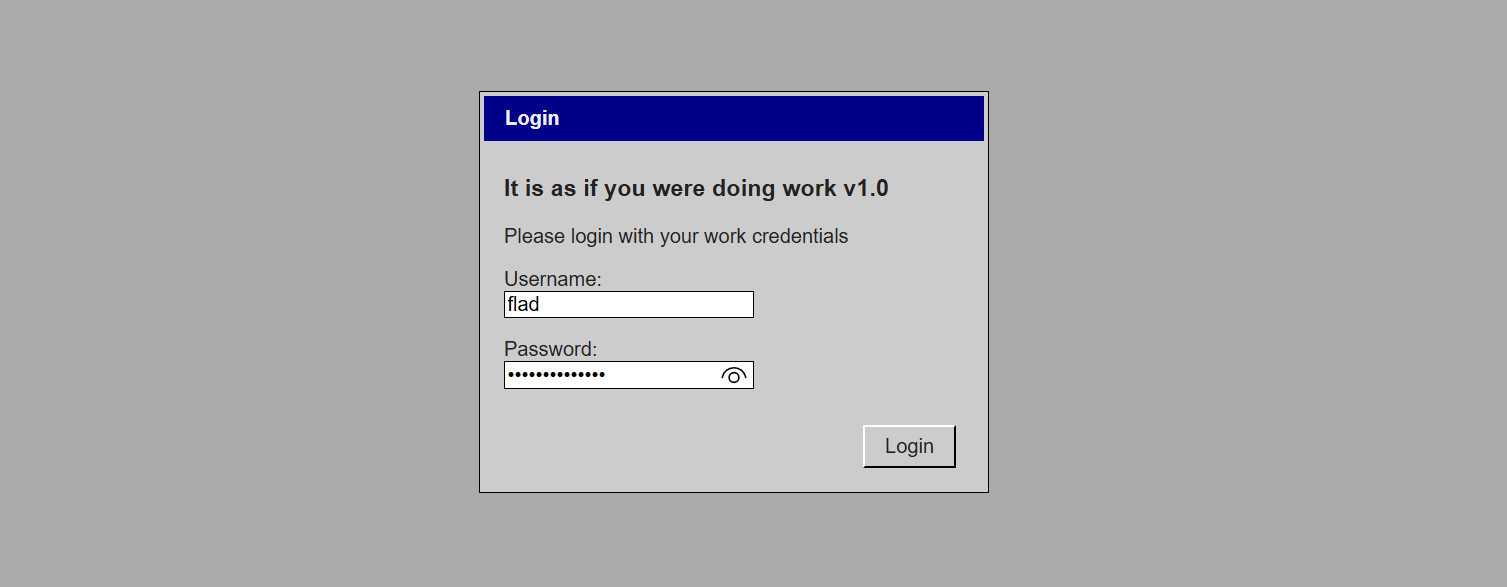 Login
It is as if you were doing work v1.0
Please login with your work credentials
Username:
flad
Password:
••••••••••••••
Login